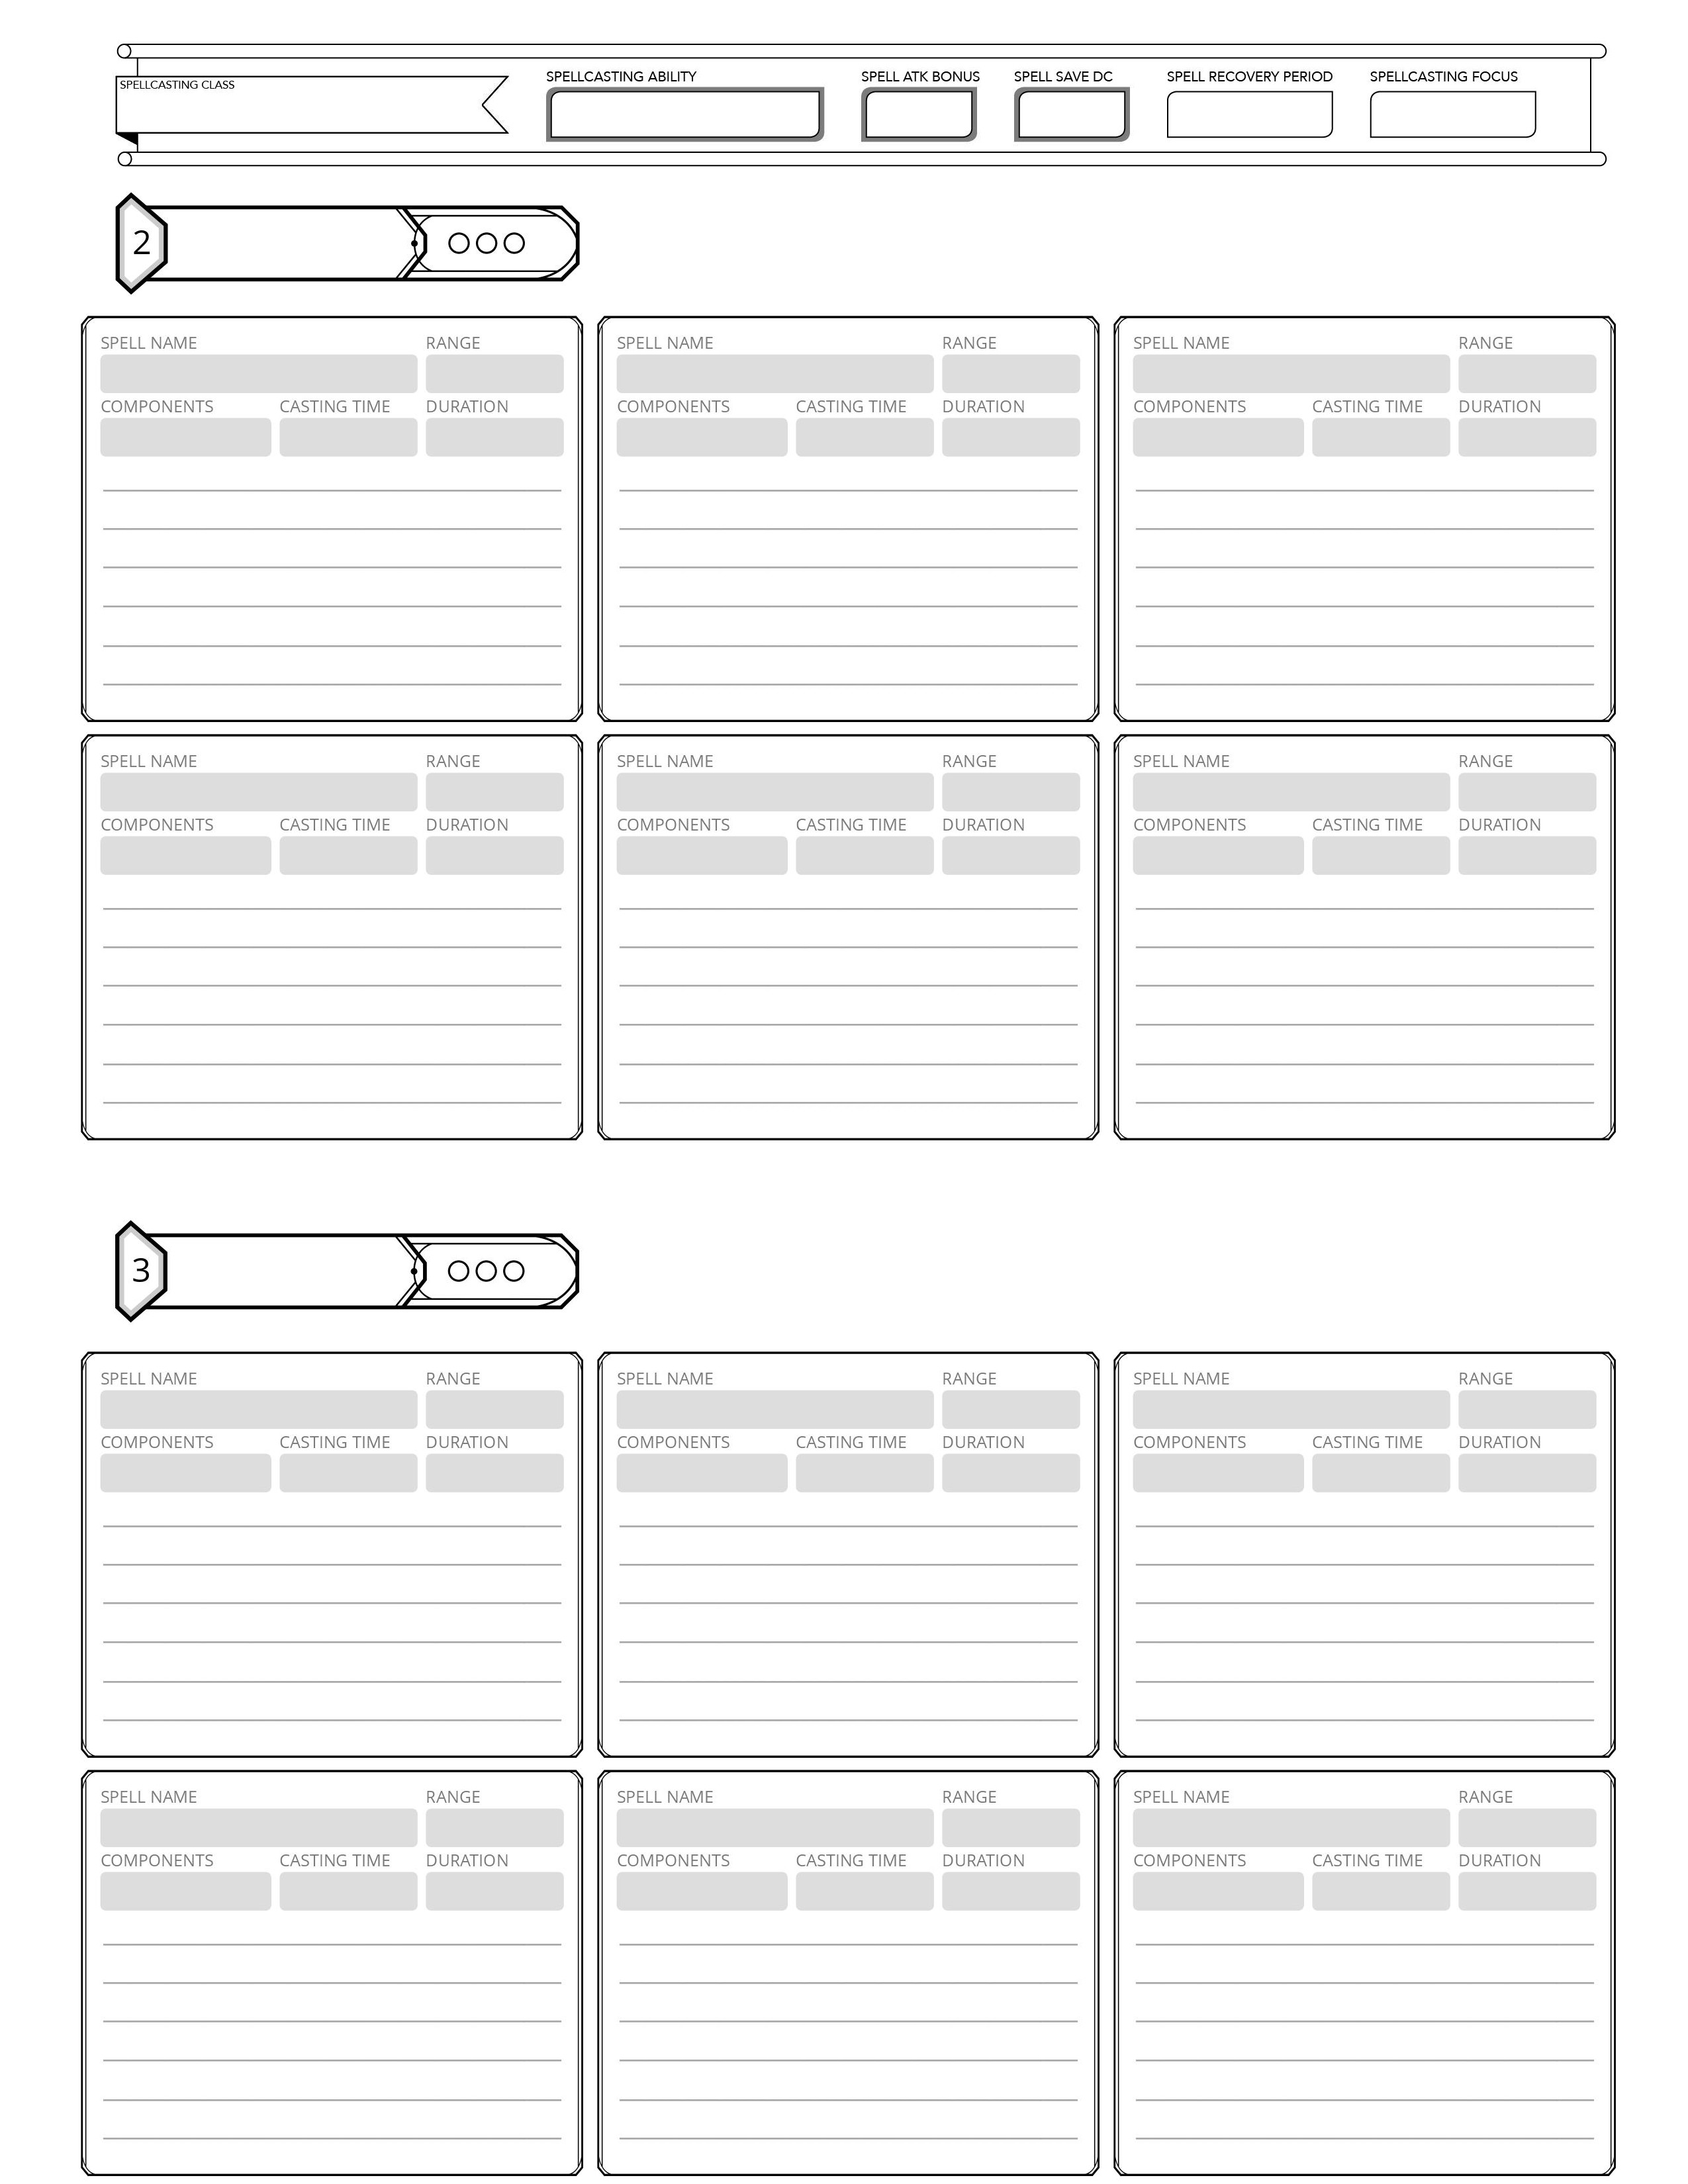 SPELLCASTING CLASS
SPELLCASTING ABILITY SPELL ATK BONUS SPELL SAVE DC SPELL RECOVERY PERIOD SPELLCASTING FOCUS
2
SPELL NAME RANGE SPELL NAME RANGE SPELL NAME RANGE
COMPONENTS CASTING TIME DURATION COMPONENTS CASTING TIME DURATION COMPONENTS CASTING TIME DURATION
SPELL NAME RANGE SPELL NAME RANGE SPELL NAME RANGE
COMPONENTS CASTING TIME DURATION COMPONENTS CASTING TIME DURATION COMPONENTS CASTING TIME DURATION
3
SPELL NAME RANGE SPELL NAME RANGE SPELL NAME RANGE
COMPONENTS CASTING TIME DURATION COMPONENTS CASTING TIME DURATION COMPONENTS CASTING TIME DURATION
SPELL NAME RANGE SPELL NAME RANGE SPELL NAME RANGE
COMPONENTS CASTING TIME DURATION COMPONENTS CASTING TIME DURATION COMPONENTS CASTING TIME DURATION